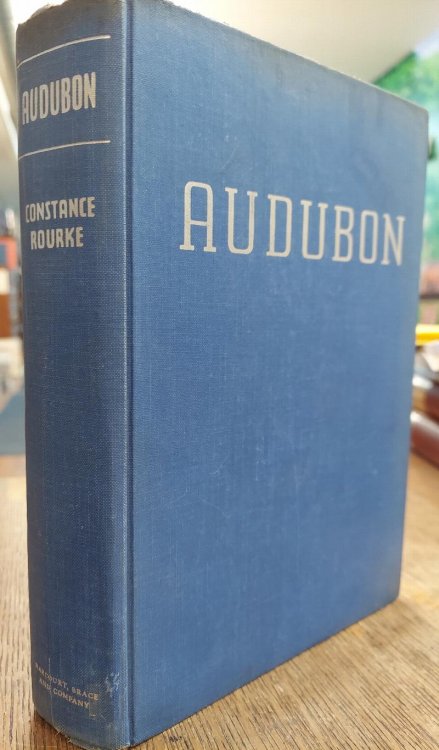 AUDUBON
CONSTANCE
ROURKE
HARCOURT, BRACE
AND COMPANY
AUDUBON